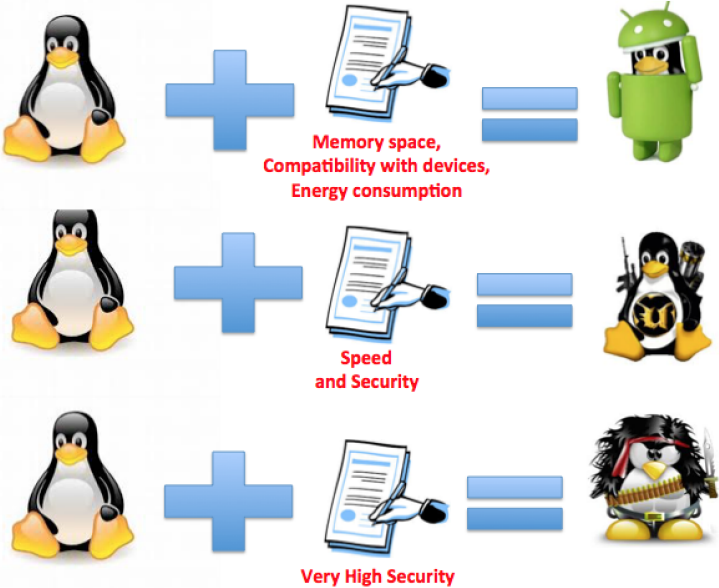 Memory space,
Compatibility with devices,
Energy consumption
Speed
and Security
Very High Security